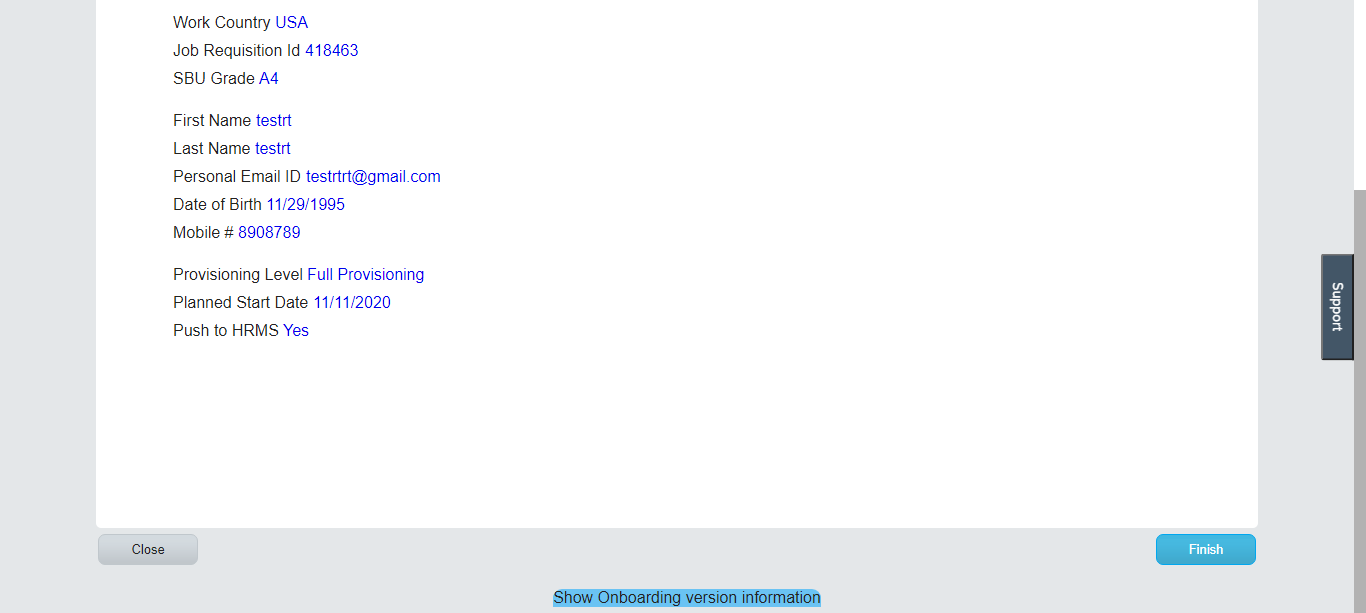 Work Country USA
Job Requisition Id 418463
SBU Grade A4
First Name testrt
Last Name testrt
Personal Email ID testrtrt@gmail.com
Date of Birth 11/29/1995
Mobile # 8908789
Provisioning Level Full Provisioning
Planned Start Date 11/11/2020
Push to HRMS Yes
Support
Close
Finish
Show Onboarding version information